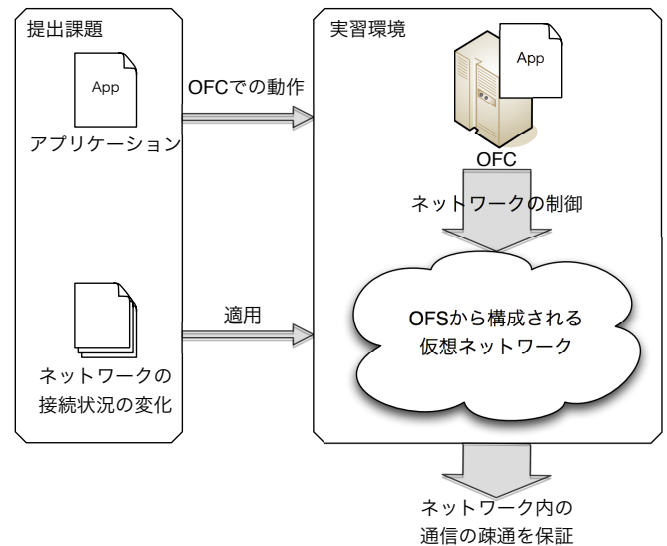 提出課題
App
アプリケーション
OFCでの動作
実習環境
App
OFC
ネットワークの制御
OFSから構成される
仮想ネットワーク
適用
ネットワークの
接続状況の変化
ネットワーク内の
通信の疎通を保証